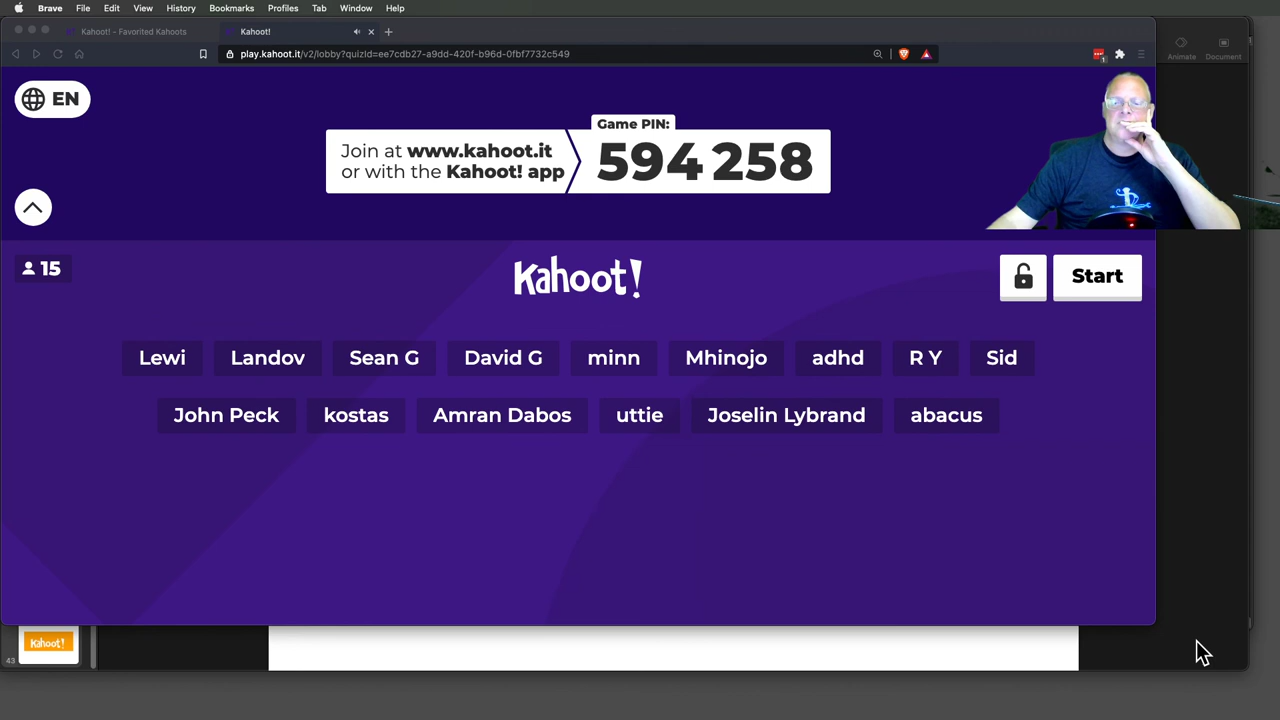 Brave File Edit View History Bookmarks Profiles Tab Window Help
Kahoot! - Favorited Kahoots Kahoot!
play.kahoot.it/v2/lobby?quizId=ee7cdb27-a9dd-420f-b96d-0fbf7732c549
Animate Document
EN
Game PIN:
Join at www.kahoot.it
or with the Kahoot! app
594 258
15
Kahoot!
Start
Lewi Landov Sean G David G minn Mhinojo adhd R Y Sid
John Peck kostas Amran Dabos uttie Joselin Lybrand abacus
Kahoot!
43